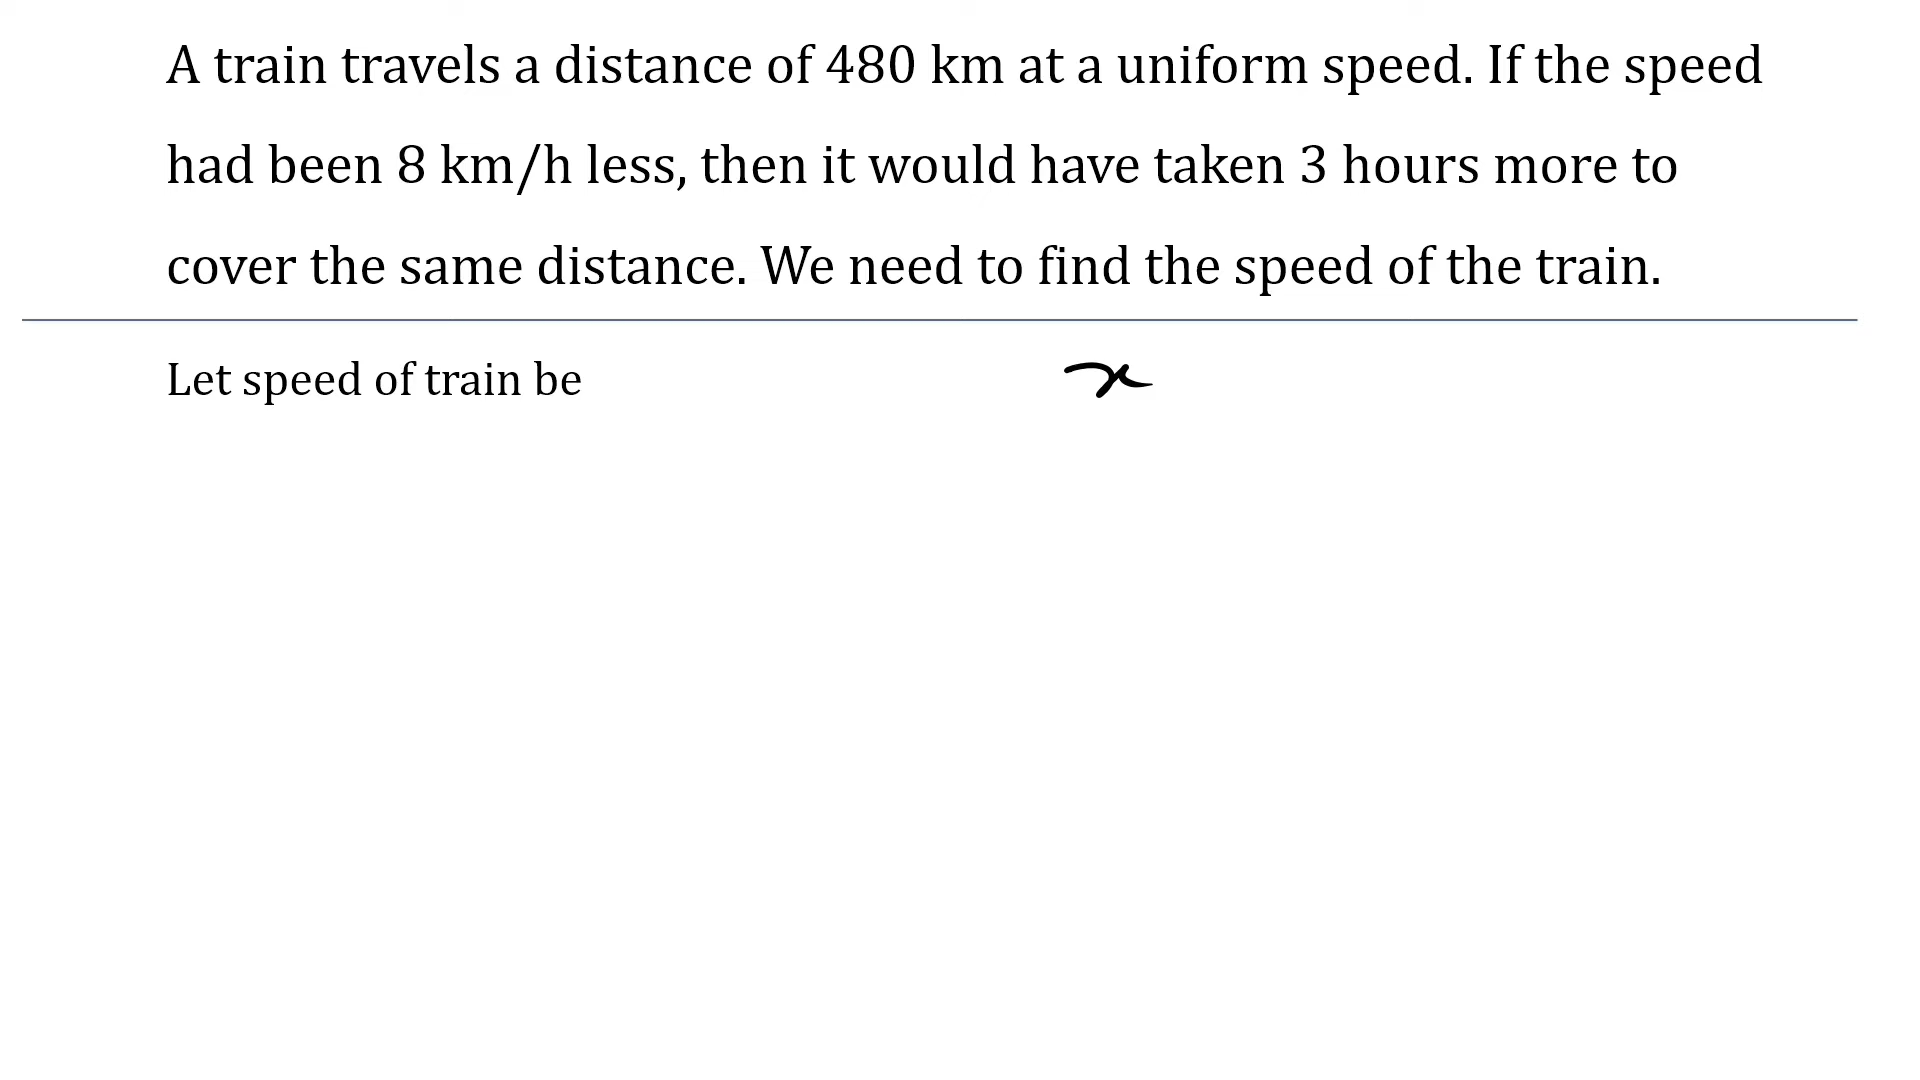 A train travels a distance of 480 km at a uniform speed. If the speed
had been 8 km/h less, then it would have taken 3 hours more to
cover the same distance. We need to find the speed of the train.
Let speed of train be x